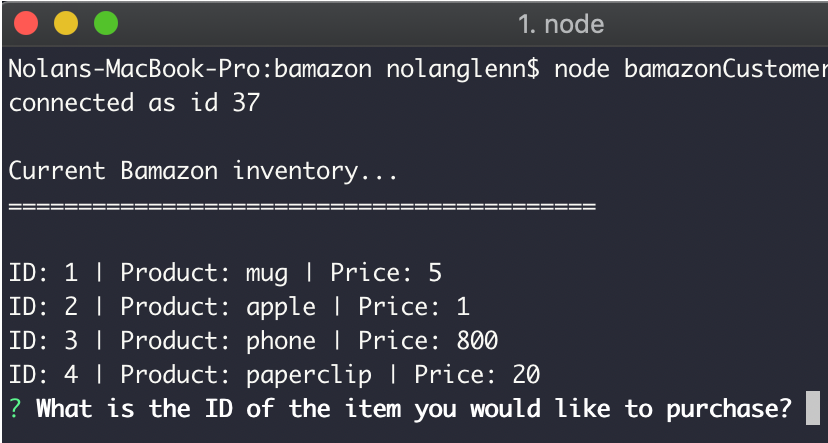 1. node
Nolans-MacBook-Pro:bamazon nolanglenn$ node bamazonCustomer
connected as id 37
Current Bamazon inventory...
==========================================
ID: 1 | Product: mug | Price: 5
ID: 2 | Product: apple | Price: 1
ID: 3 | Product: phone | Price: 800
ID: 4 | Product: paperclip | Price: 20
? What is the ID of the item you would like to purchase?